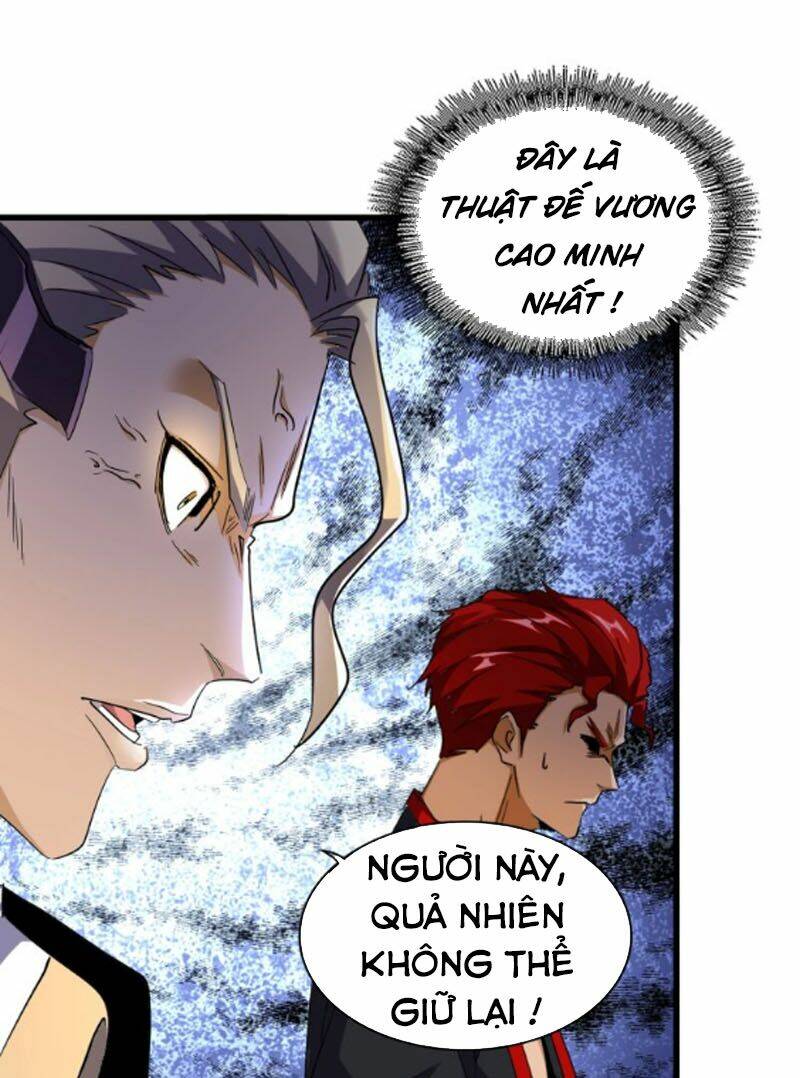 ĐÂY LÀ
THUẬT ĐẾ VƯƠNG
CAO MINH
NHẤT !
NGƯỜI NÀY,
QUẢ NHIÊN
KHÔNG THỂ
GIỮ LẠI !